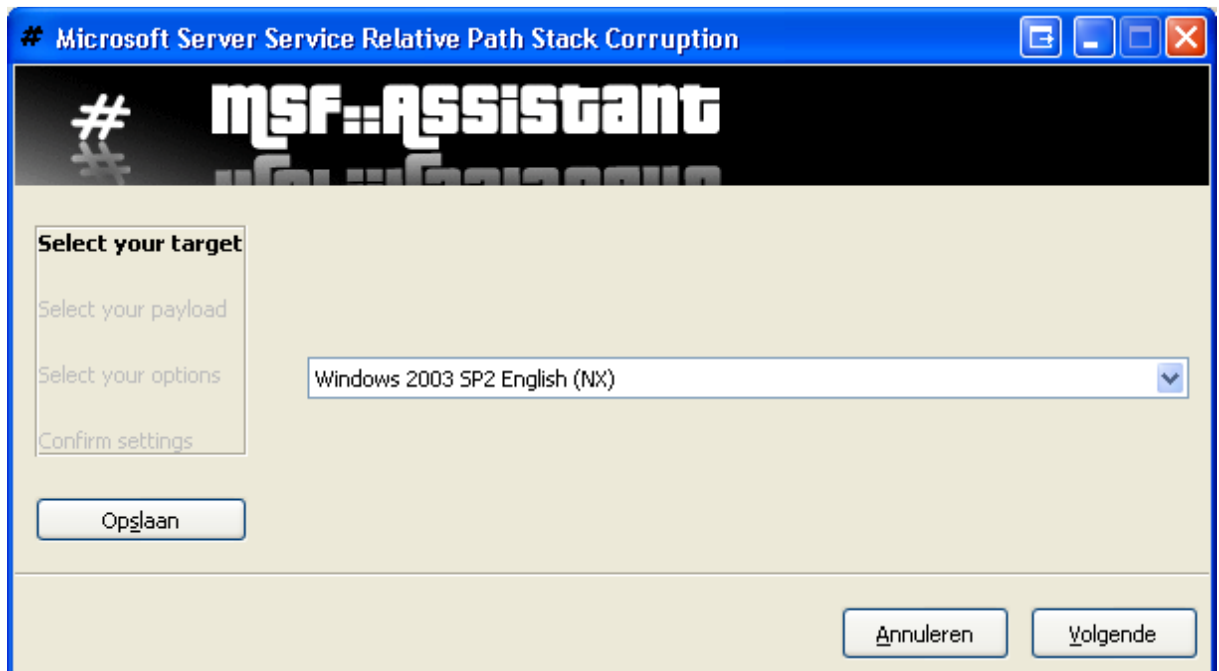 # Microsoft Server Service Relative Path Stack Corruption
# MSF::Assistant
Select your target
Select your payload
Select your options
Confirm settings
Windows 2003 SP2 English (NX)
Opslaan
Annuleren
Volgende